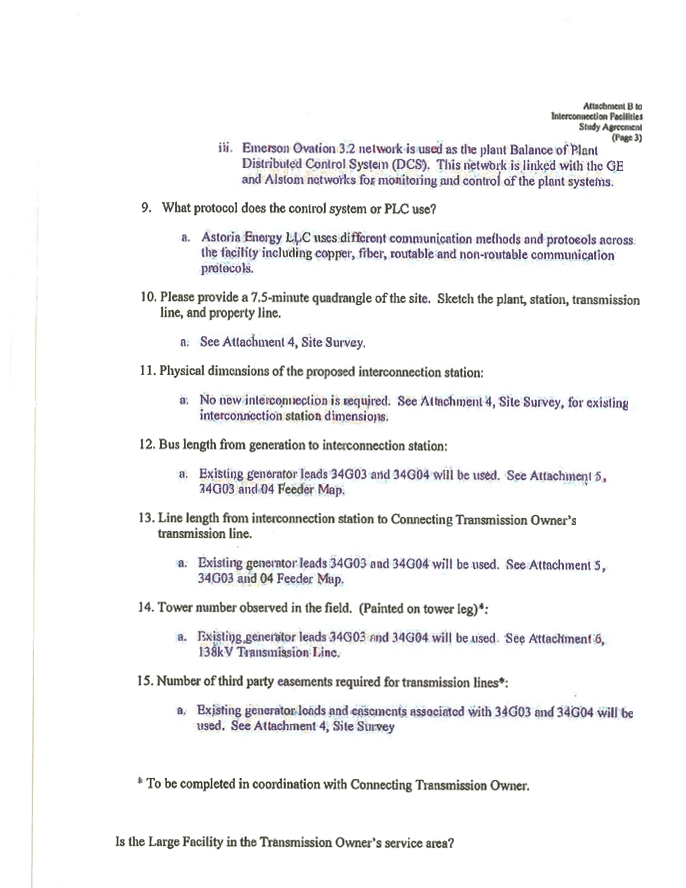 Attachment B to
Interconnection Facilities
Study Agreement
(Page 3)
iii. Emerson Ovation 3.2 network is used as the plant Balance of Plant
Distributed Control System (DCS). This network is linked with the GE
and Alstom networks for monitoring and control of the plant systems.
9. What protocol does the control system or PLC use?
a. Astoria Energy LLC uses different communication methods and protocols across
the facility including copper, fiber, routable and non-routable communication
protocols.
10. Please provide a 7.5-minute quadrangle of the site. Sketch the plant, station, transmission
line, and property line.
a. See Attachment 4, Site Survey.
11. Physical dimensions of the proposed interconnection station:
a. No new interconnection is required. See Attachment 4, Site Survey, for existing
interconnection station dimensions.
12. Bus length from generation to interconnection station:
a. Existing generator leads 34G03 and 34G04 will be used. See Attachment 5,
34G03 and 04 Feeder Map.
13. Line length from interconnection station to Connecting Transmission Owner's
transmission line.
a. Existing generator leads 34G03 and 34G04 will be used. See Attachment 5,
34G03 and 04 Feeder Map.
14. Tower number observed in the field. (Painted on tower leg)*:
a. Existing generator leads 34G03 and 34G04 will be used. See Attachment 6,
138kV Transmission Line.
15. Number of third party easements required for transmission lines*:
a. Existing generator leads and easements associated with 34G03 and 34G04 will be
used. See Attachment 4, Site Survey
* To be completed in coordination with Connecting Transmission Owner.
Is the Large Facility in the Transmission Owner's service area?